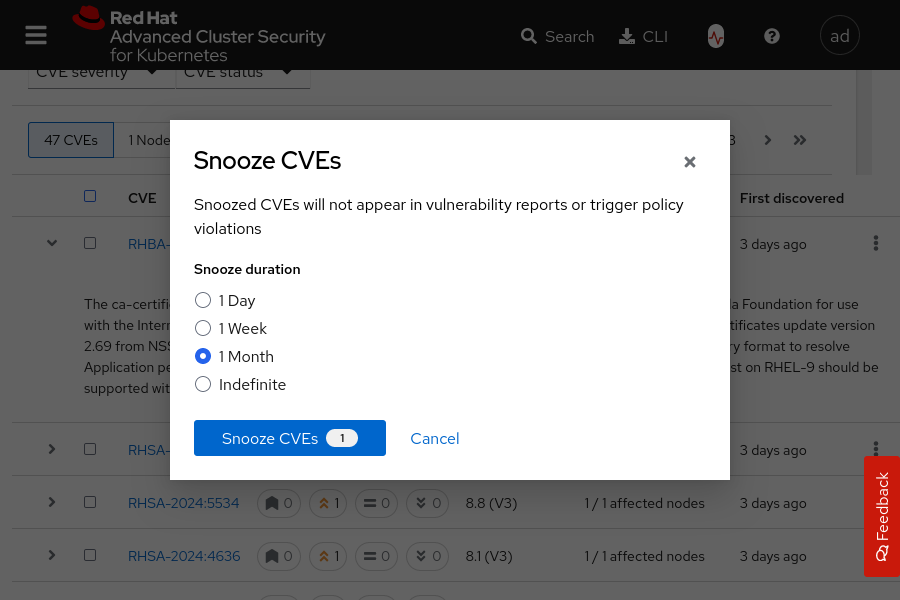 Red Hat
Advanced Cluster Security
for Kubernetes
Search
CLI
ad
CVE severity
CVE status
47 CVEs
1 Node
Snooze CVEs
Snoozed CVEs will not appear in vulnerability reports or trigger policy
violations
Snooze duration
1 Day
1 Week
1 Month
Indefinite
Snooze CVEs 1
Cancel
CVE
First discovered
RHBA-
3 days ago
The ca-certifi
a Foundation for use
with the Intern
tificates update version
2.69 from NSS
ry format to resolve
Application pe
st on RHEL-9 should be
supported wit
RHSA-
3 days ago
RHSA-2024:5534 0 1 0 0 8.8 (V3) 1 / 1 affected nodes 3 days ago
RHSA-2024:4636 0 1 0 0 8.1 (V3) 1 / 1 affected nodes 3 days ago
Feedback